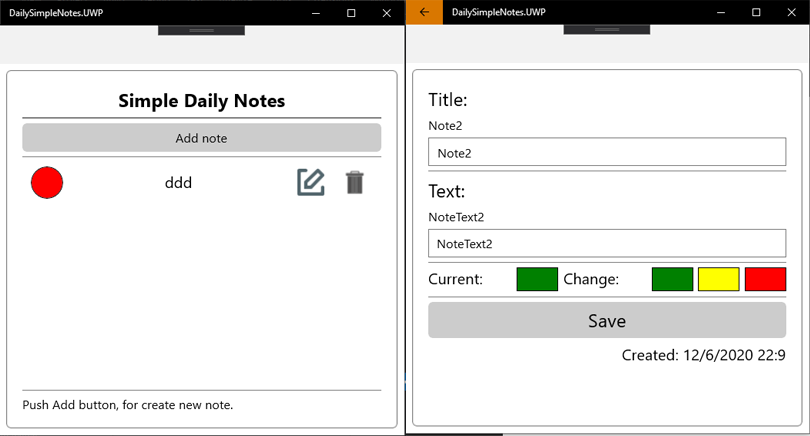 DailySimpleNotes.UWP
Simple Daily Notes
Add note
ddd
Push Add button, for create new note.
DailySimpleNotes.UWP
Title:
Note2
Note2
Text:
NoteText2
NoteText2
Current: Change:
Save
Created: 12/6/2020 22:9